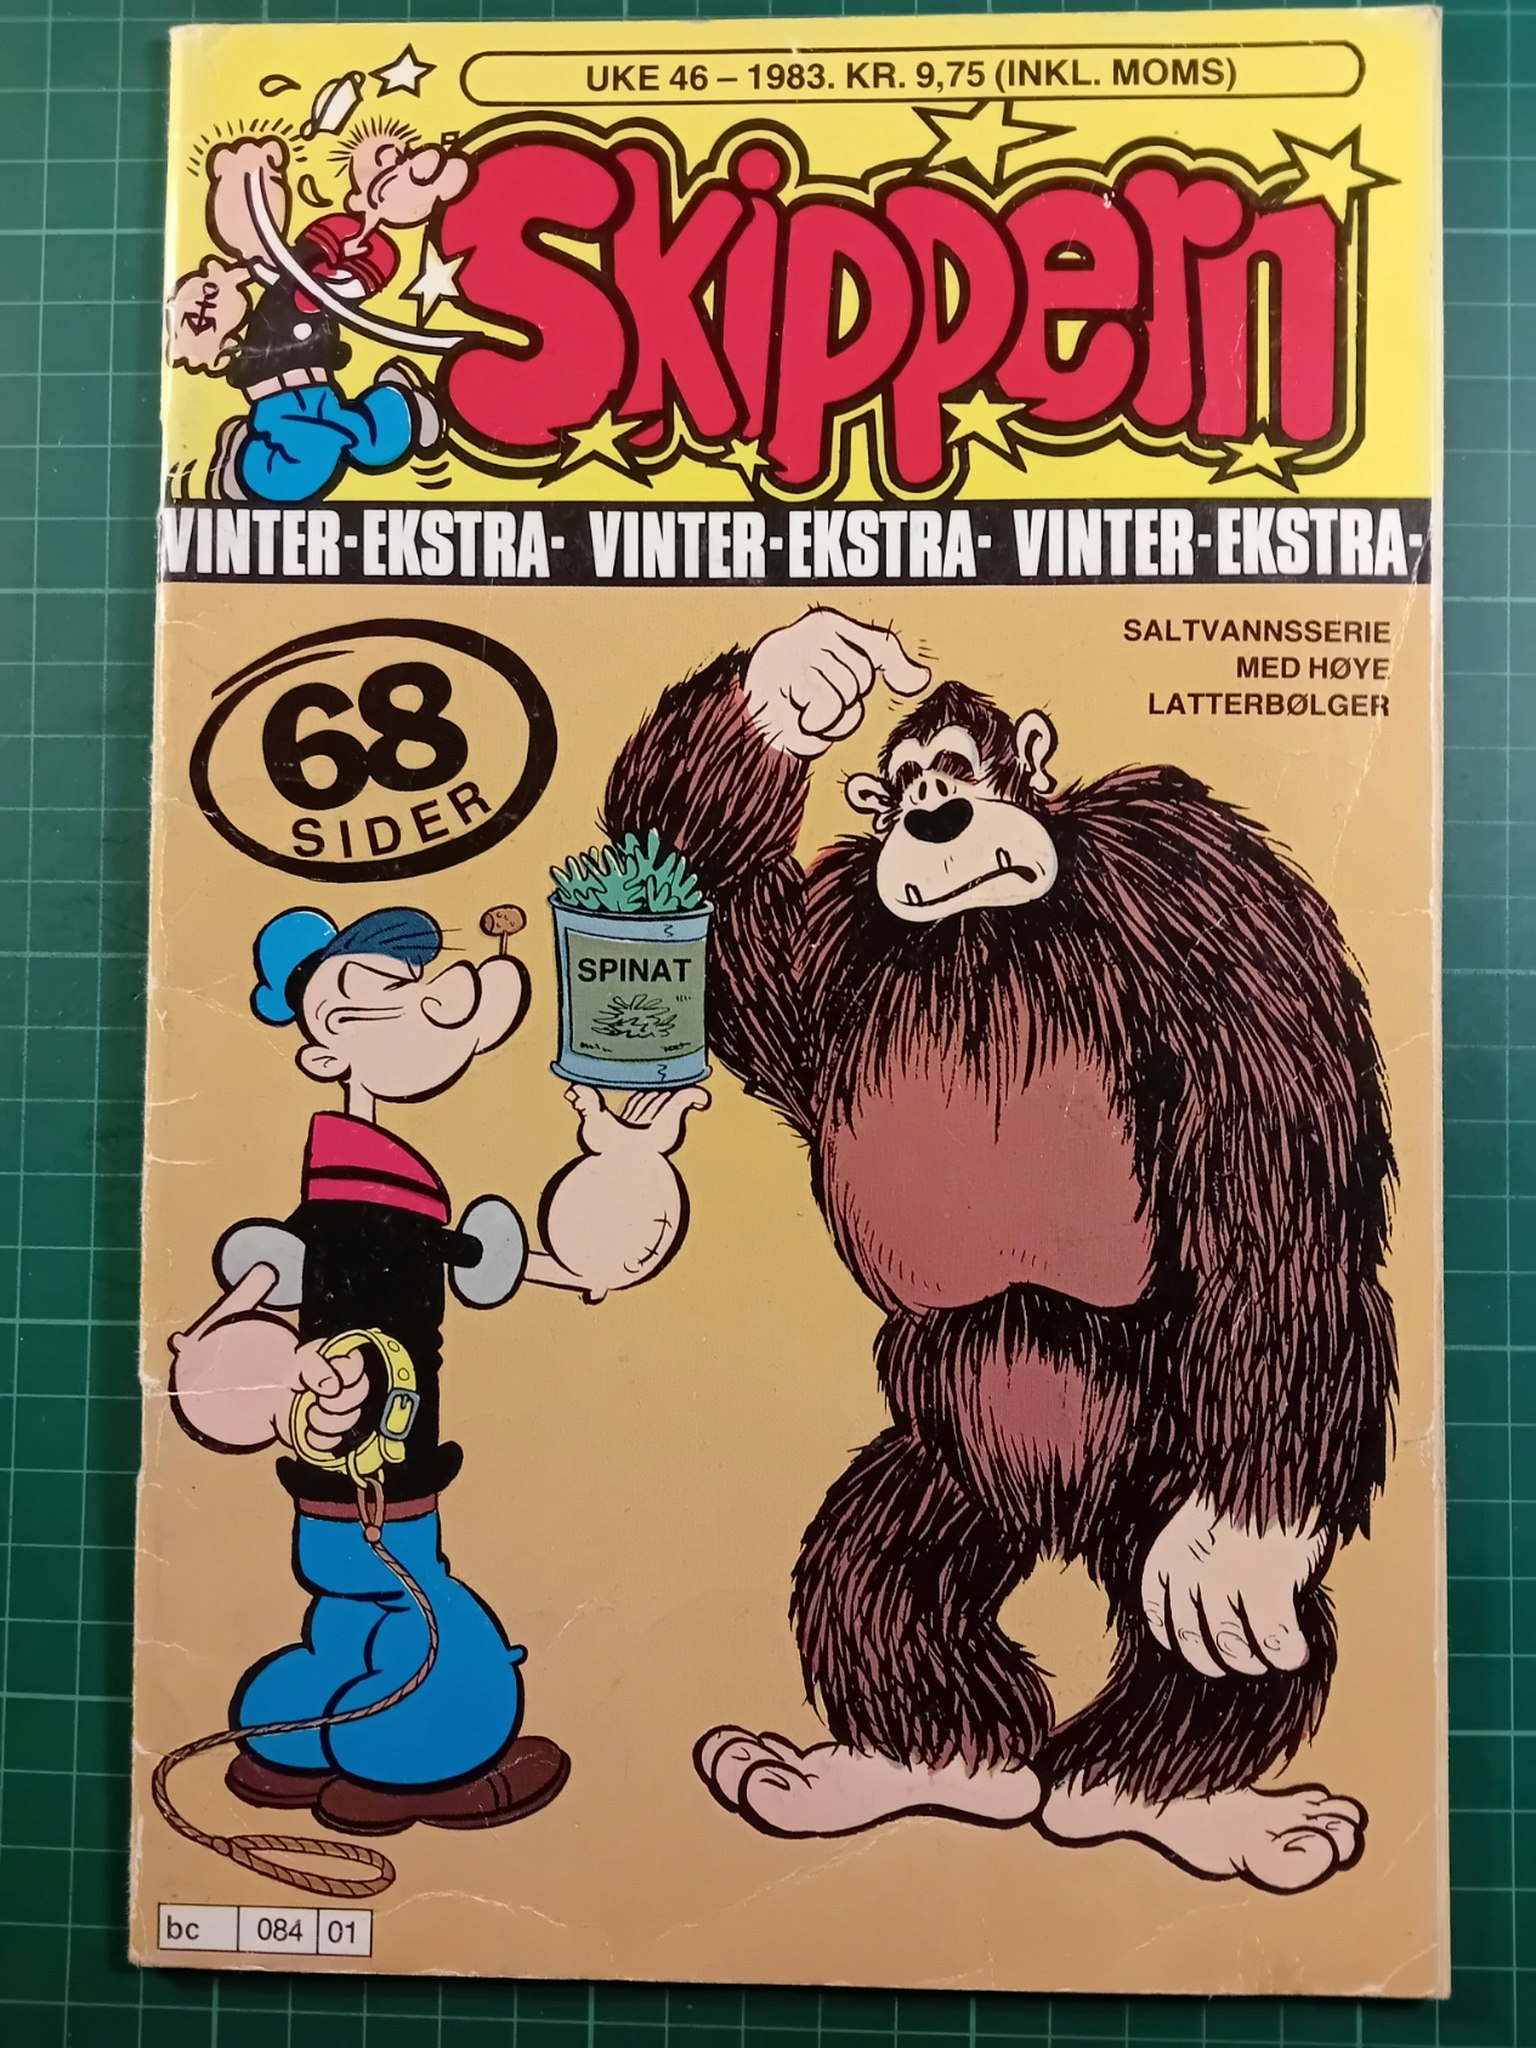 UKE 46 – 1983. KR. 9,75 (INKL. MOMS)
Skippern
VINTER-EKSTRA- VINTER-EKSTRA- VINTER-EKSTRA-
68
SIDER
SALTVANNSSERIE
MED HØYE
LATTERBØLGER
SPINAT
bc 084 01